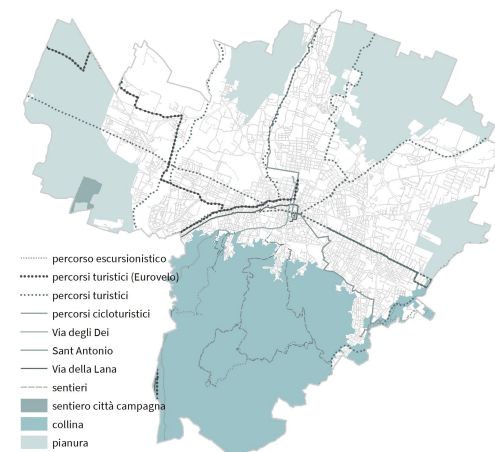 percorso escursionistico
percorsi turistici (Eurovelo)
percorsi turistici
percorsi cicloturistici
Via degli Dei
Sant Antonio
Via della Lana
sentieri
sentiero città campagna
collina
pianura